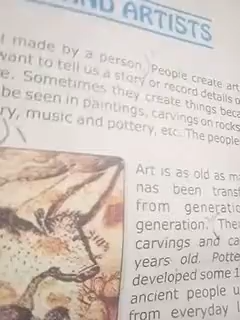 AND ARTISTS
made by a person. People create art
want to tell us a story or record details o
e. Sometimes they create things beca
be seen in paintings, carvings on rocks
ry, music and pottery, etc. The people
Art is as old as ma
has been transf
from generatio
generation. The
carvings and ca
years old. Potte
developed some 1
ancient people u
from everyday l